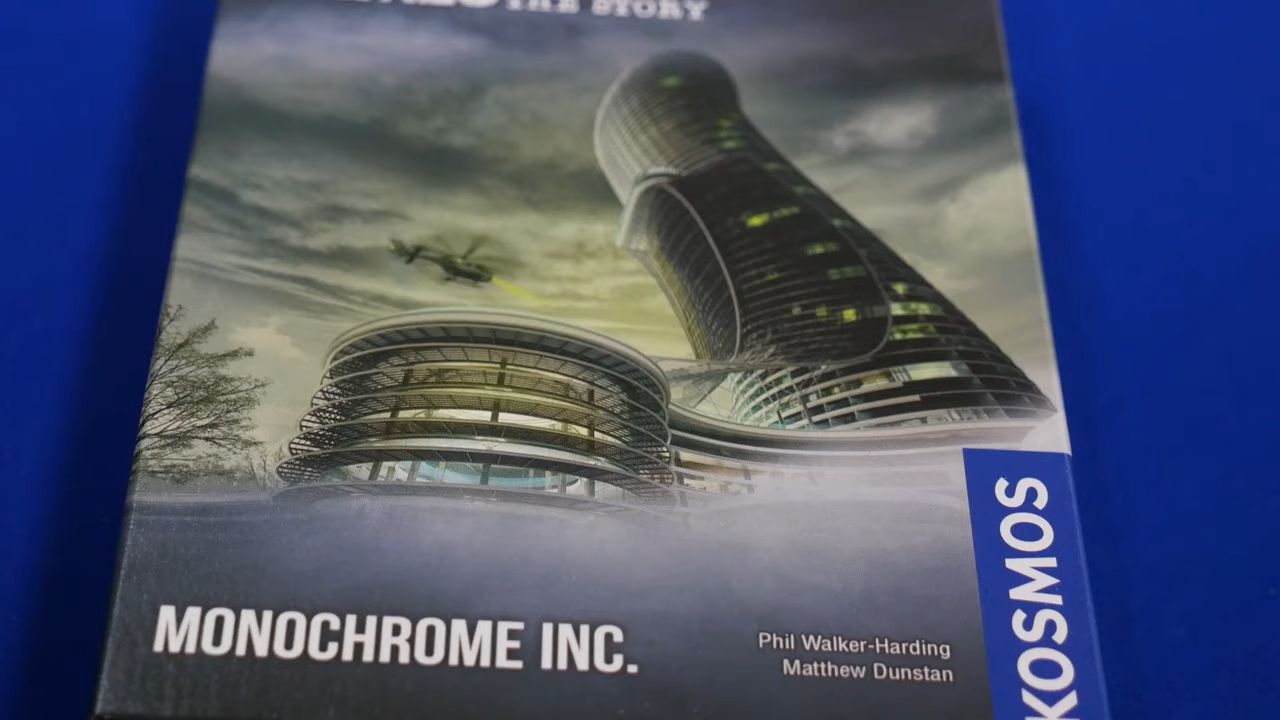 THE STORY
MONOCHROME INC.
Phil Walker-Harding
Matthew Dunstan
KOSMOS